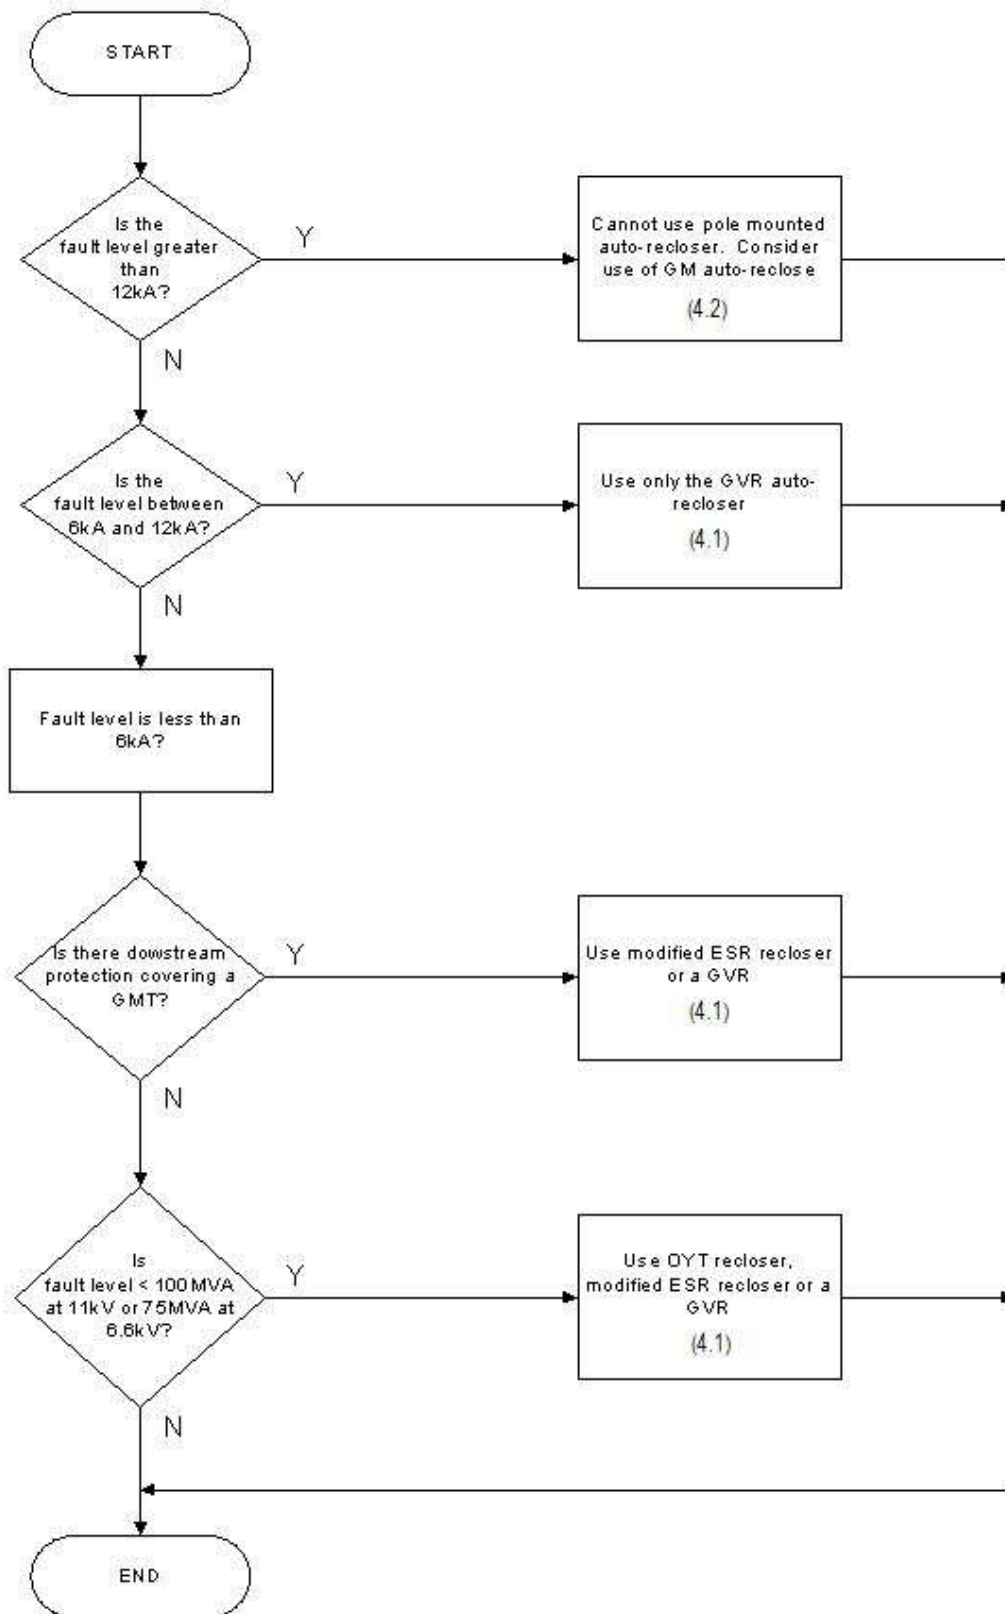 START
Is the
fault level greater
than
12kA?
Y
Cannot use pole mounted
auto-recloser. Consider
use of GM auto-reclose
(4.2)
N
Is the
fault level between
6kA and 12kA?
Y
Use only the GVR auto-
recloser
(4.1)
N
Fault level is less than
6kA?
Is there dowstream
protection covering a
GMT?
Y
Use modified ESR recloser
or a GVR
(4.1)
N
Is
fault level < 100MVA
at 11kV or 75MVA at
6.6kV?
Y
Use OYT recloser,
modified ESR recloser or a
GVR
(4.1)
N
END